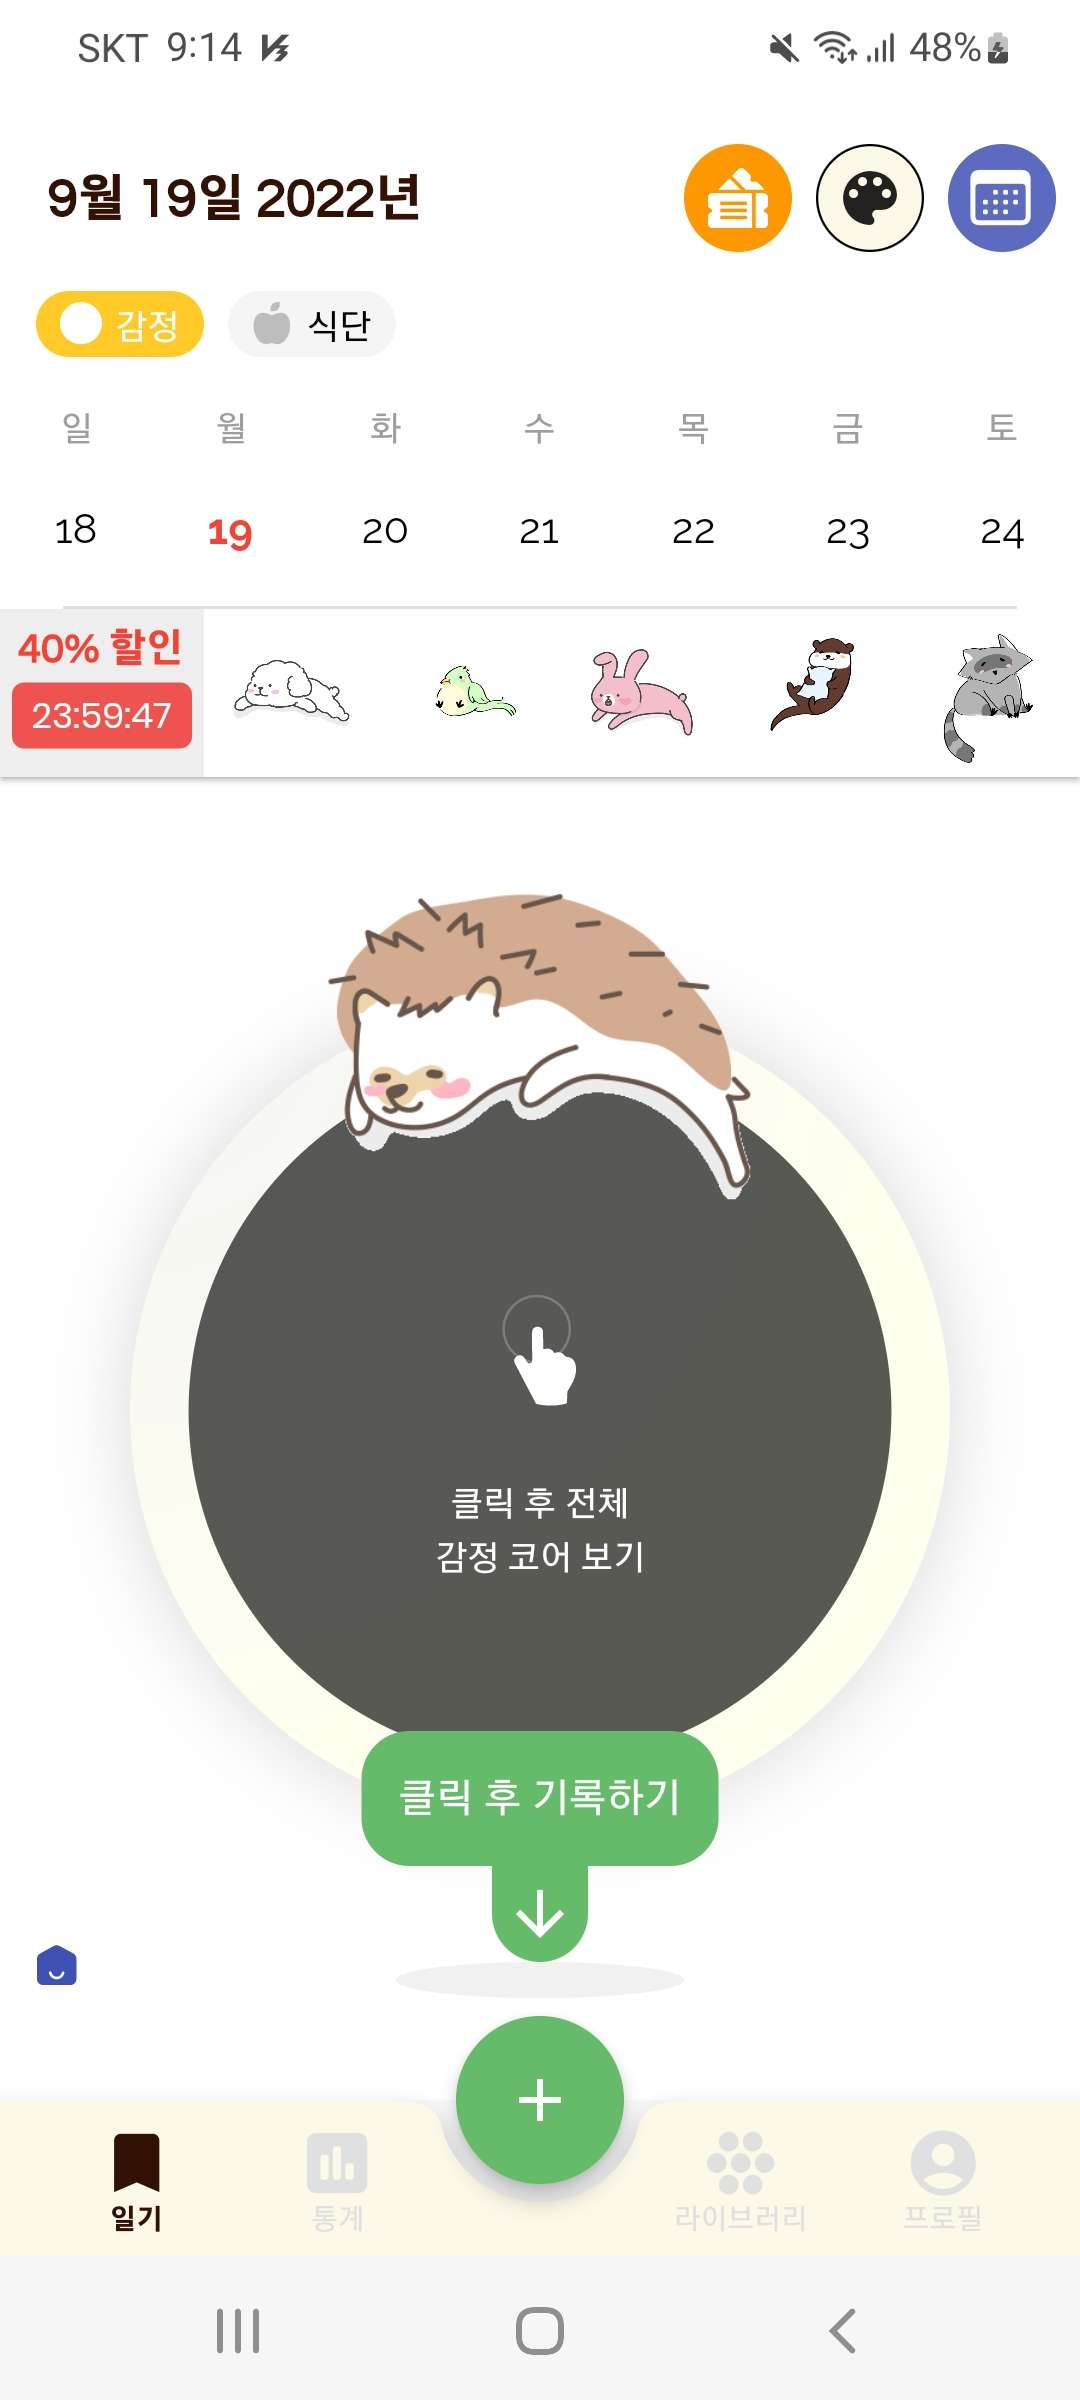 SKT 9:14 48%
9월 19일 2022년
감정 식단
일 월 화 수 목 금 토
18 19 20 21 22 23 24
40% 할인
23:59:47
클릭 후 전체
감정 코어 보기
클릭 후 기록하기
일기 통계 라이브러리 프로필